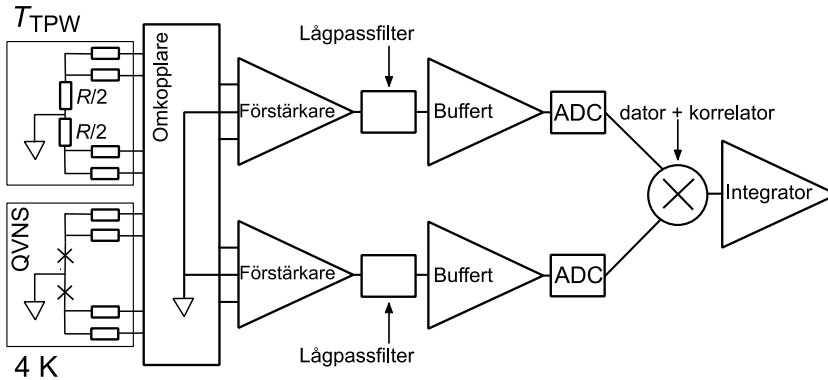 T_TPW
R/2
R/2
QVNS
4 K
Omkopplare
Lågpassfilter
Förstärkare
Buffert
ADC
dator + korrelator
Integrator
Förstärkare
Buffert
ADC
Lågpassfilter